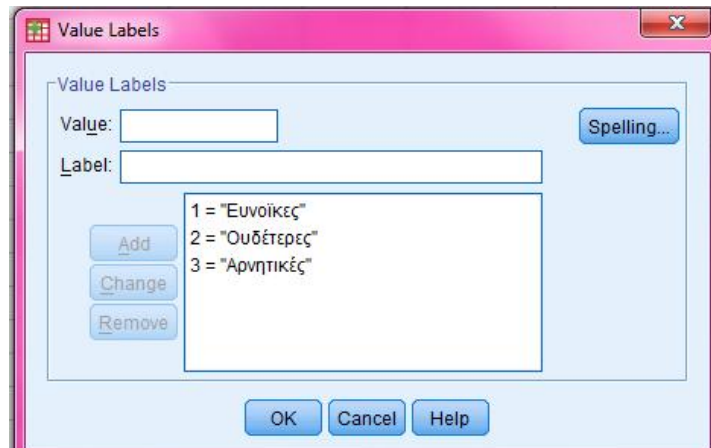 Value Labels
Value Labels
Value:
Spelling...
Label:
1 = "Ευνοϊκες"
2 = "Ουδέτερες"
3 = "Αρνητικές"
Add
Change
Remove
OK Cancel Help